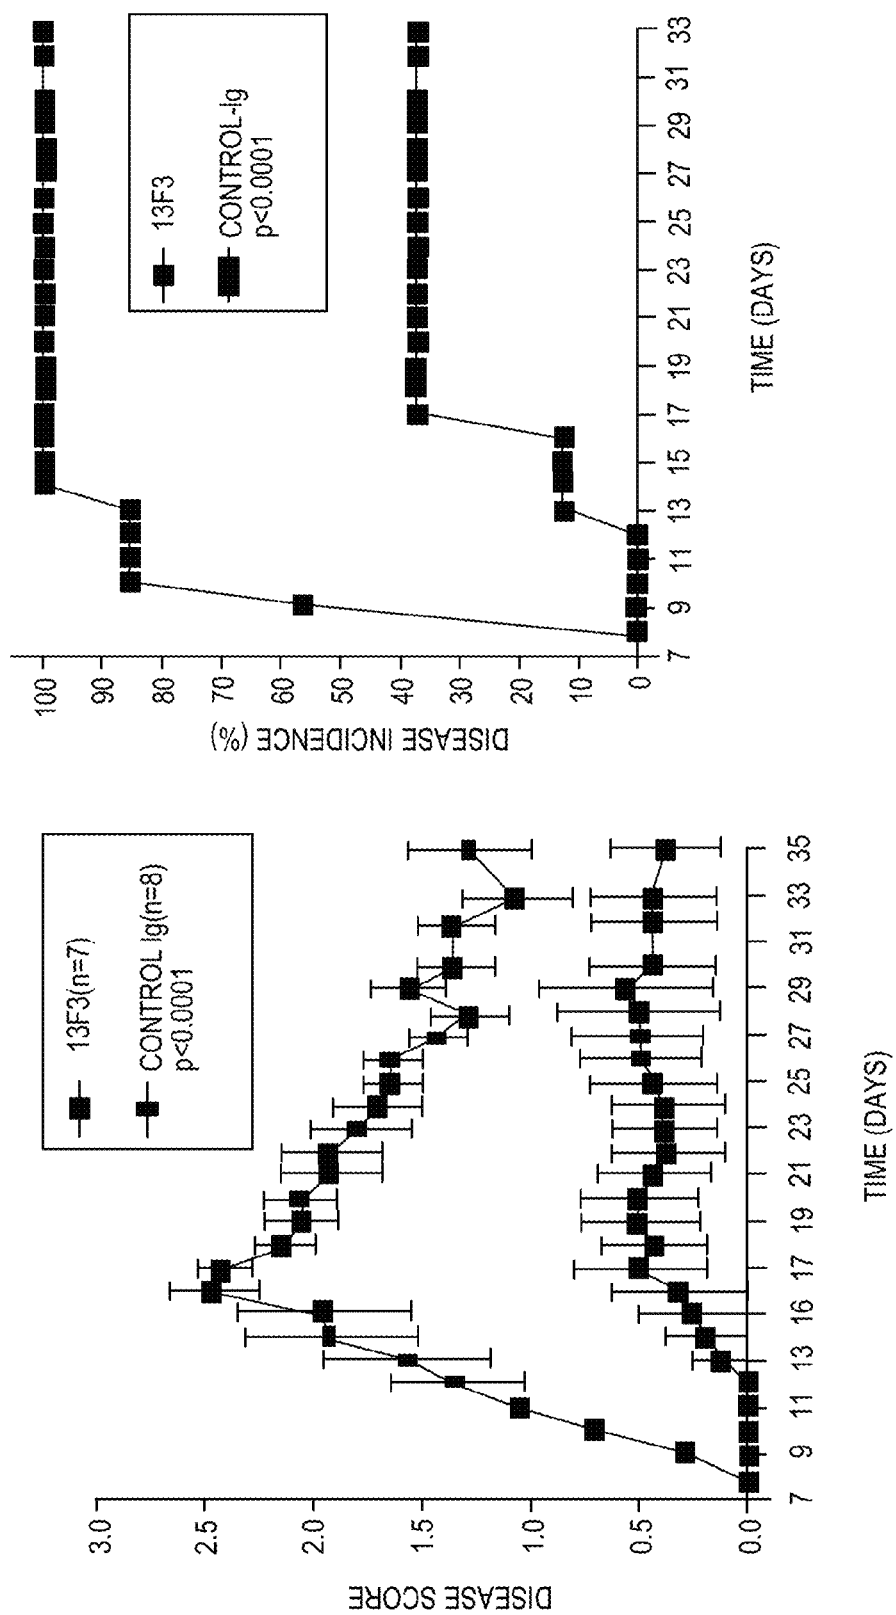 DISEASE SCORE
3.0
2.5
2.0
1.5
1.0
0.5
0.0
13F3(n=7)
CONTROL Ig(n=8)
p<0.0001
7 9 11 13 16 17 19 21 23 25 27 29 31 33 35
TIME (DAYS)
DISEASE INCIDENCE (%)
100
90
80
70
60
50
40
30
20
10
0
13F3
CONTROL-Ig
p<0.0001
7 9 11 13 15 17 19 21 23 25 27 29 31 33
TIME (DAYS)